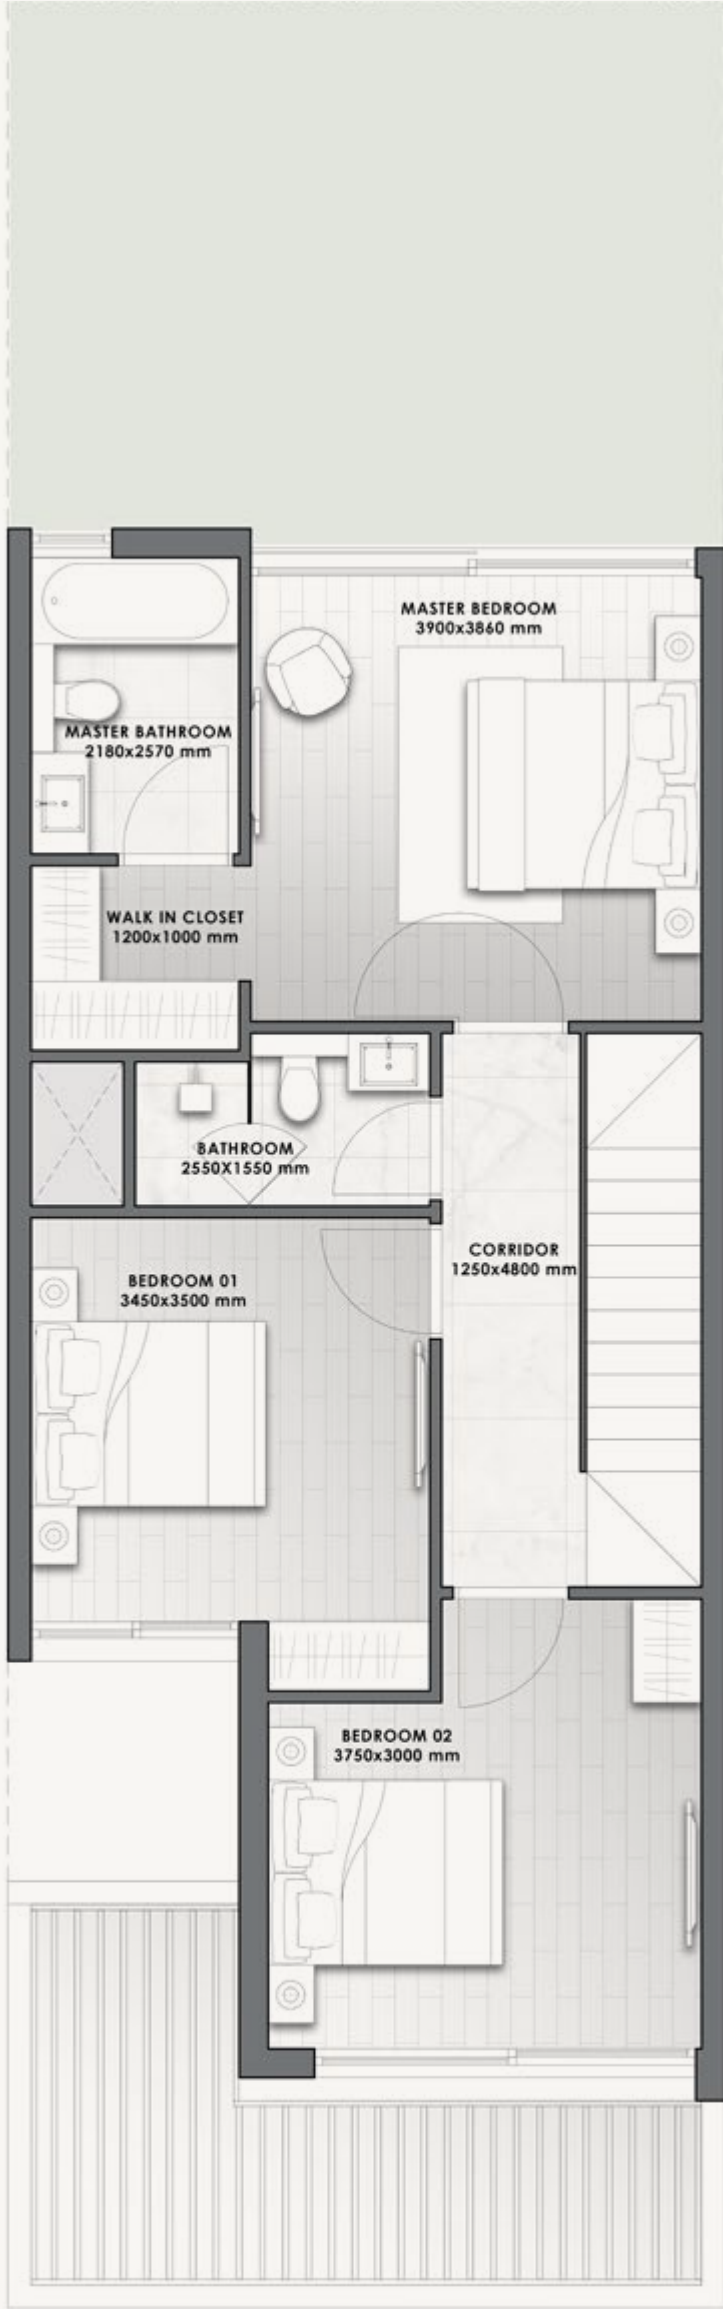 MASTER BEDROOM
3900x3860 mm
MASTER BATHROOM
2180x2570 mm
WALK IN CLOSET
1200x1000 mm
BATHROOM
2550X1550 mm
CORRIDOR
1250x4800 mm
BEDROOM 01
3450x3500 mm
BEDROOM 02
3750x3000 mm